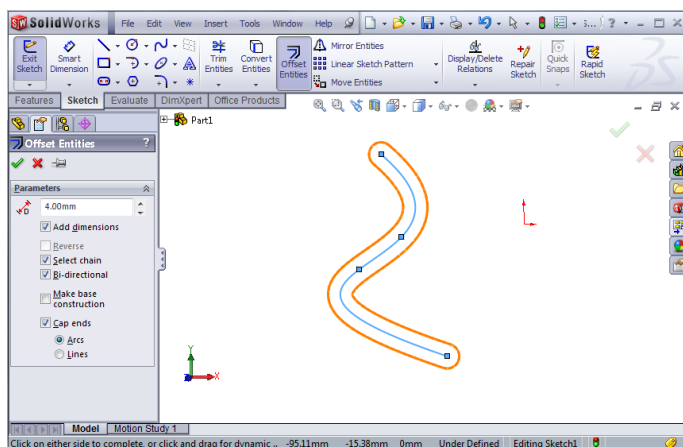 SW SolidWorks File Edit View Insert Tools Window Help ?
Exit Sketch
Smart Dimension
Trim Entities
Convert Entities
Offset Entities
Mirror Entities
Linear Sketch Pattern
Move Entities
Display/Delete Relations
Repair Sketch
Quick Snaps
Rapid Sketch
Features Sketch Evaluate DimXpert Office Products
Part1
Offset Entities ?
Parameters
D 4.00mm
Add dimensions
Reverse
Select chain
Bi-directional
Make base construction
Cap ends
Arcs
Lines
Y
X
Model Motion Study 1
Click on either side to complete, or click and drag for dynamic .. -95.11mm -15.38mm 0mm Under Defined Editing Sketch1